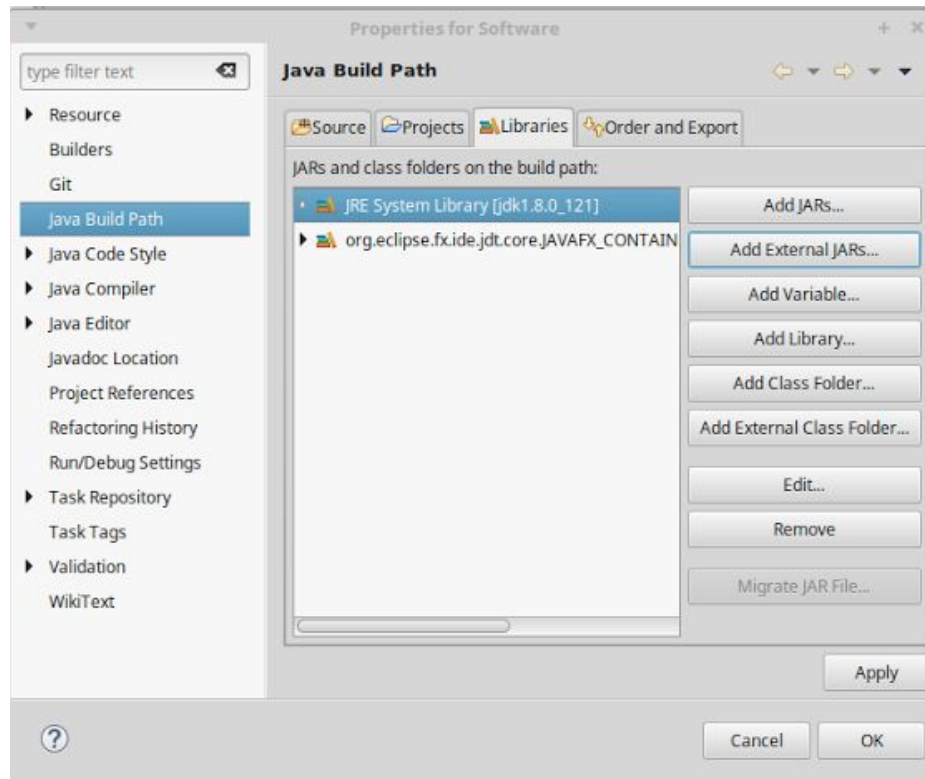 Properties for Software
type filter text
Resource
Builders
Git
Java Build Path
Java Code Style
Java Compiler
Java Editor
Javadoc Location
Project References
Refactoring History
Run/Debug Settings
Task Repository
Task Tags
Validation
WikiText
Java Build Path
Source Projects Libraries Order and Export
JARs and class folders on the build path:
JRE System Library [jdk1.8.0_121]
org.eclipse.fx.ide.jdt.core.JAVAFX_CONTAIN
Add JARs...
Add External JARs...
Add Variable...
Add Library...
Add Class Folder...
Add External Class Folder...
Edit...
Remove
Migrate JAR File...
Apply
Cancel OK